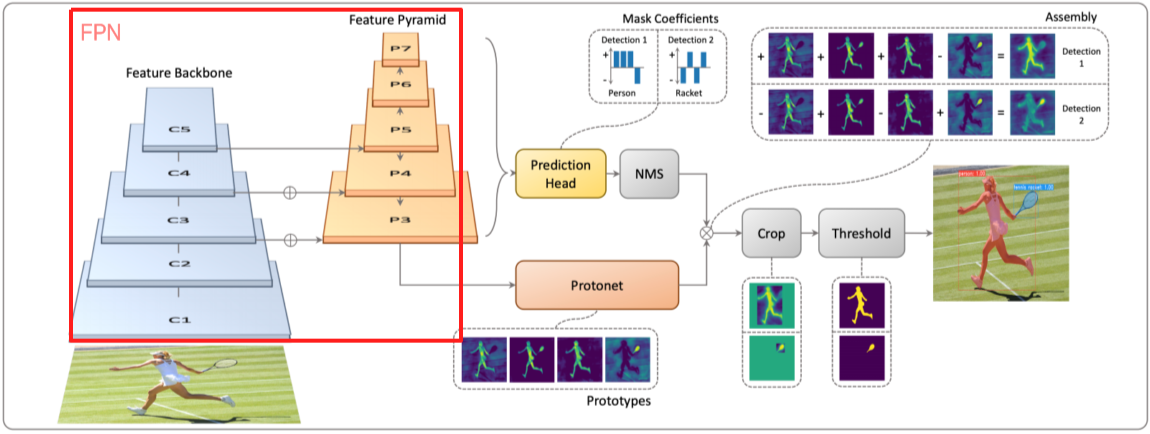 FPN
Feature Pyramid
Feature Backbone
P7
P6
P5
P4
P3
C5
C4
C3
C2
C1
Mask Coefficients
Detection 1
Detection 2
+
-
+
-
Person
Racket
Prediction
Head
NMS
Protonet
Prototypes
Assembly
+ + + - =
Detection
1
- + - + =
Detection
2
Crop
Threshold
person: 1.00
tennis racket: 1.00